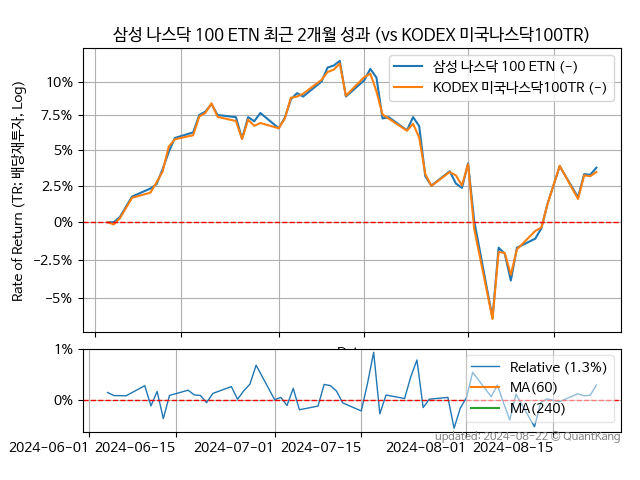 삼성 나스닥 100 ETN 최근 2개월 성과 (vs KODEX 미국나스닥100TR)
Rate of Return (TR: 배당재투자, Log)
10%
7.5%
5%
2.5%
0%
−2.5%
−5%
삼성 나스닥 100 ETN (-)
KODEX 미국나스닥100TR (-)
1%
0%
Relative (1.3%)
MA(60)
MA(240)
2024-06-01 2024-06-15 2024-07-01 2024-07-15 2024-08-01 2024-08-15
updated: 2024-08-22 © QuantKang